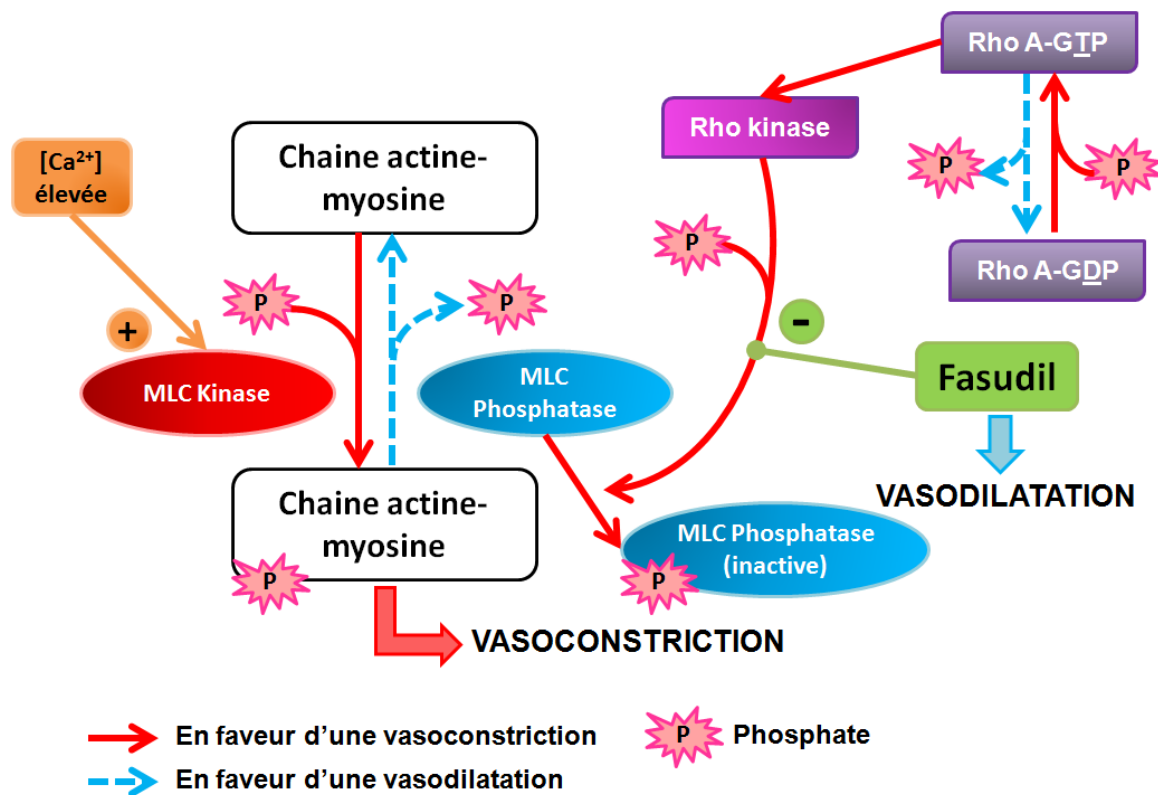 Rho A-GTP
Rho kinase
[Ca²⁺]
élevée
Chaine actine-
myosine
P
P
P
Rho A-GDP
P
P
P
+
-
MLC Kinase
MLC
Phosphatase
Fasudil
VASODILATATION
Chaine actine-
myosine
P
MLC Phosphatase
(inactive)
P
VASOCONSTRICTION
En faveur d’une vasoconstriction
P
Phosphate
En faveur d’une vasodilatation